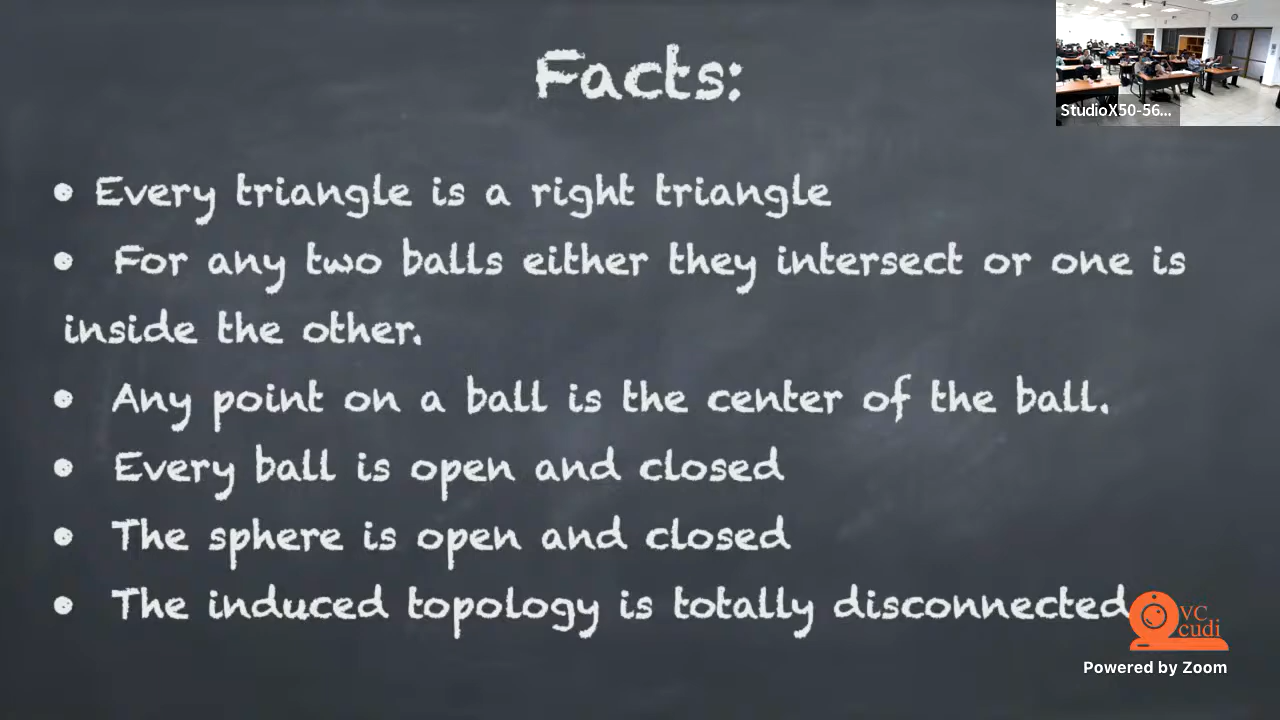 Facts:
StudioX50-56...
• Every triangle is a right triangle
• For any two balls either they intersect or one is
inside the other.
• Any point on a ball is the center of the ball.
• Every ball is open and closed
• The sphere is open and closed
• The induced topology is totally disconnected
VC
cudi
Powered by Zoom